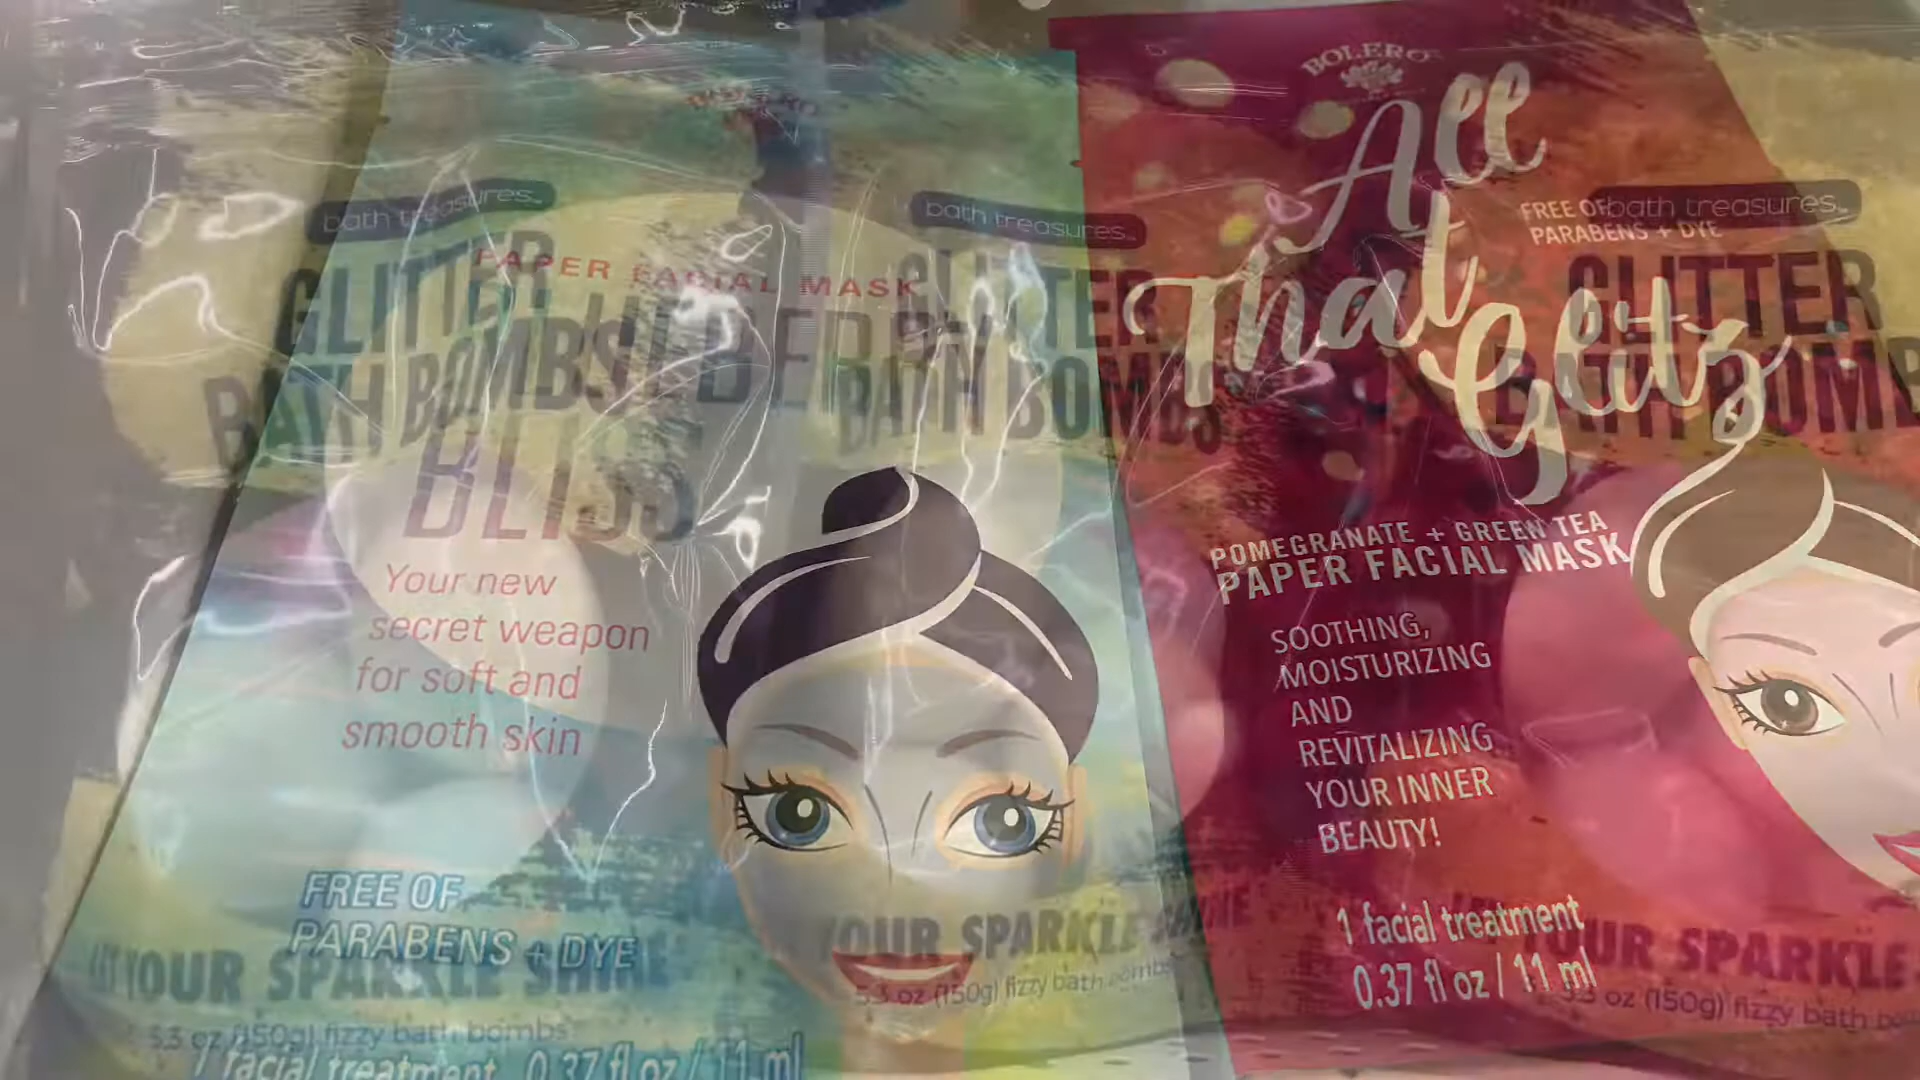 BOLERO
PAPER FACIAL MASK
BLISS
Your new
secret weapon
for soft and
smooth skin
FREE OF
PARABENS + DYE
1 facial treatment 0.37 fl oz / 11 ml
BOLERO
All
That
Glitz
FREE OF
PARABENS + DYE
POMEGRANATE + GREEN TEA
PAPER FACIAL MASK
SOOTHING,
MOISTURIZING
AND
REVITALIZING
YOUR INNER
BEAUTY!
1 facial treatment
0.37 fl oz / 11 ml
bath treasures
GLITTER
BATH BOMBS
YOUR SPARKLE SHINE
5.3 oz (150g) fizzy bath bombs
bath treasures
GLITTER
BATH BOMBS
YOUR SPARKLE SHINE
5.3 oz (150g) fizzy bath bombs
bath treasures
GLITTER
BATH BOMB
YOUR SPARKLE
5.3 oz (150g) fizzy bath